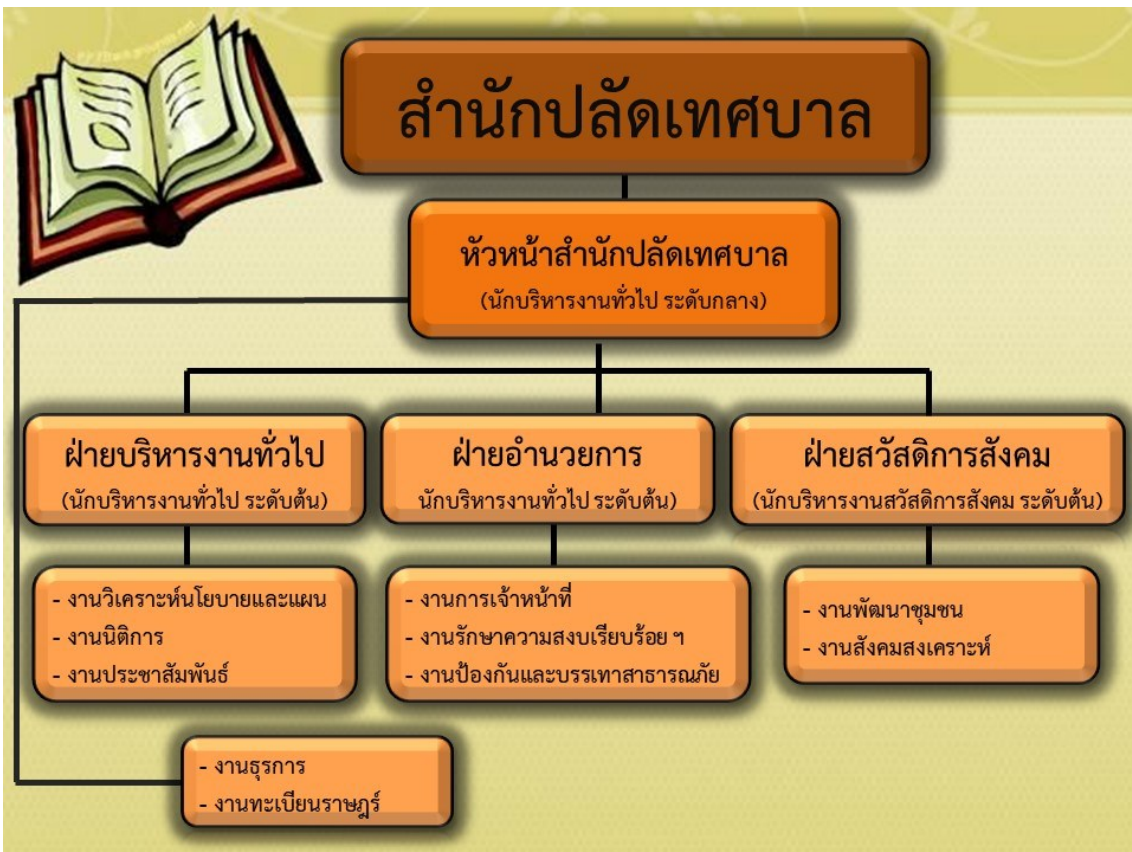 สำนักปลัดเทศบาล
หัวหน้าสำนักปลัดเทศบาล
(นักบริหารงานทั่วไป ระดับกลาง)
ฝ่ายบริหารงานทั่วไป
(นักบริหารงานทั่วไป ระดับต้น)
ฝ่ายอำนวยการ
นักบริหารงานทั่วไป ระดับต้น)
ฝ่ายสวัสดิการสังคม
(นักบริหารงานสวัสดิการสังคม ระดับต้น)
- งานวิเคราะห์นโยบายและแผน
- งานนิติการ
- งานประชาสัมพันธ์
- งานการเจ้าหน้าที่
- งานรักษาความสงบเรียบร้อย ฯ
- งานป้องกันและบรรเทาสาธารณภัย
- งานพัฒนาชุมชน
- งานสังคมสงเคราะห์
- งานธุรการ
- งานทะเบียนราษฎร์